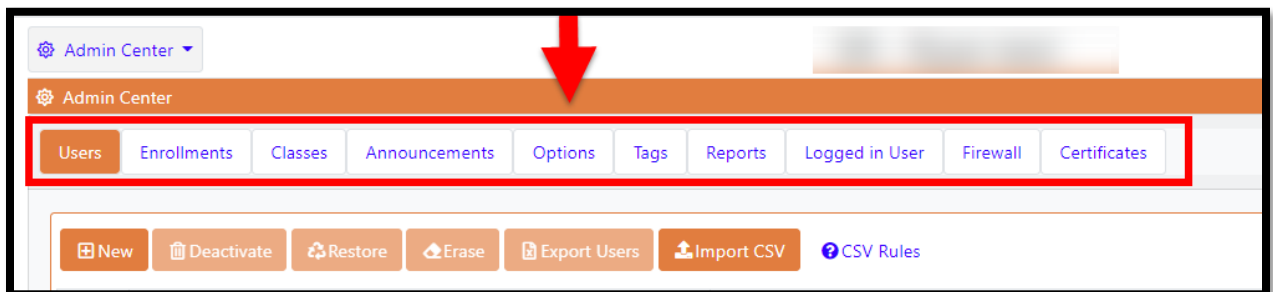 Admin Center
Admin Center
Users Enrollments Classes Announcements Options Tags Reports Logged in User Firewall Certificates
New Deactivate Restore Erase Export Users Import CSV CSV Rules